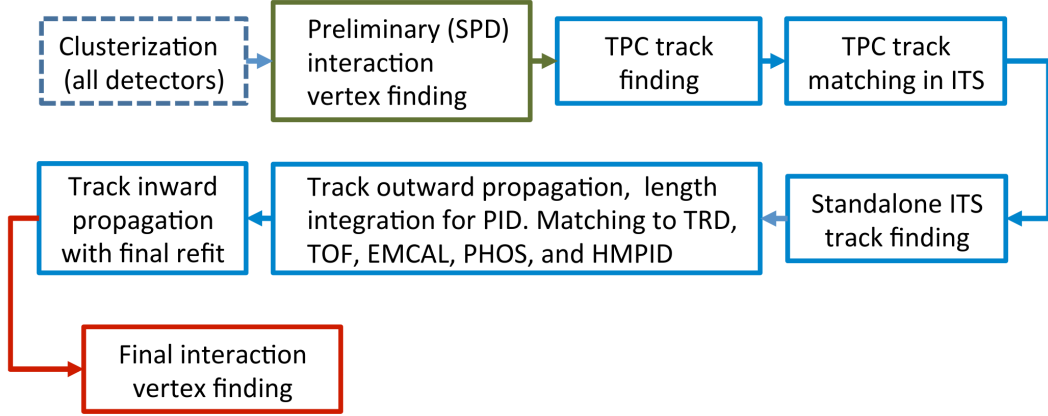 Clusterization
(all detectors)
Preliminary (SPD)
interaction
vertex finding
TPC track
finding
TPC track
matching in ITS
Standalone ITS
track finding
Track outward propagation, length
integration for PID. Matching to TRD,
TOF, EMCAL, PHOS, and HMPID
Track inward
propagation
with final refit
Final interaction
vertex finding